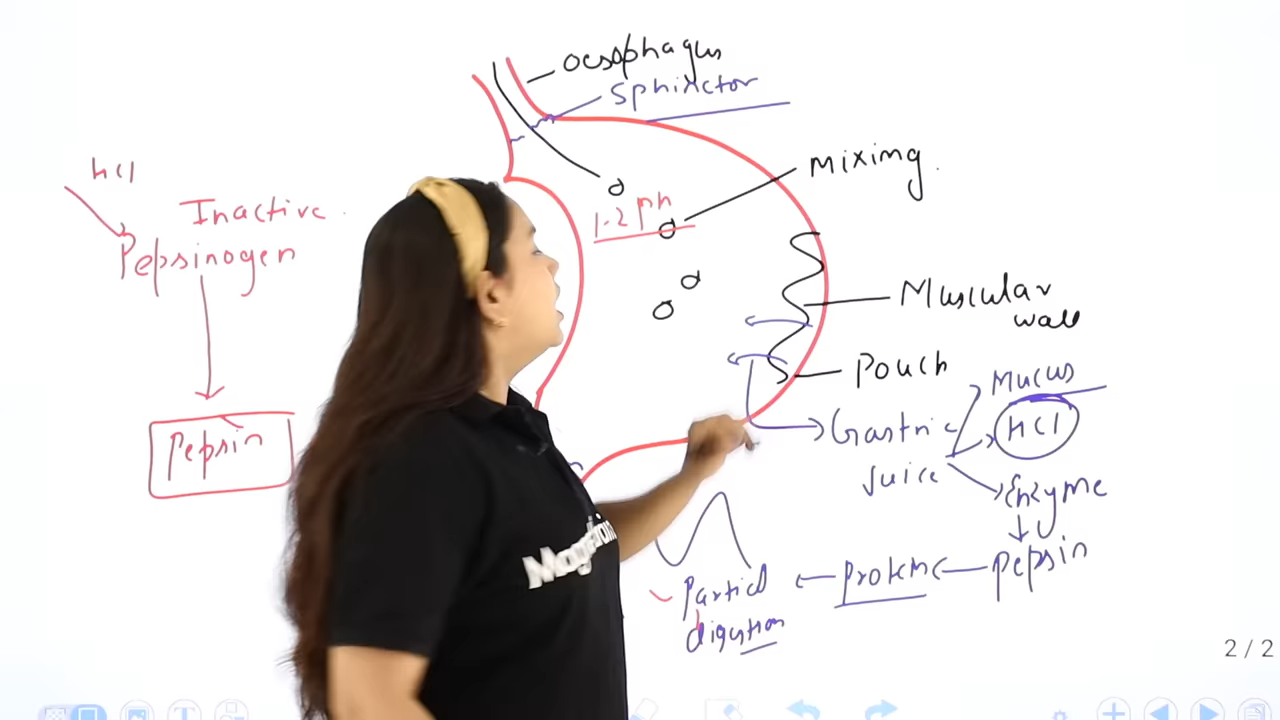 oesophagus
Sphinctor
mixing.
HCl
Inactive.
Pepsinogen
1-2 ph
Muscular
wall
Pouch
Mucus
Gastric
HCl
Juice
Enzyme
Pepsin
Pepsin
Protein
Partial
digestion
2 / 2